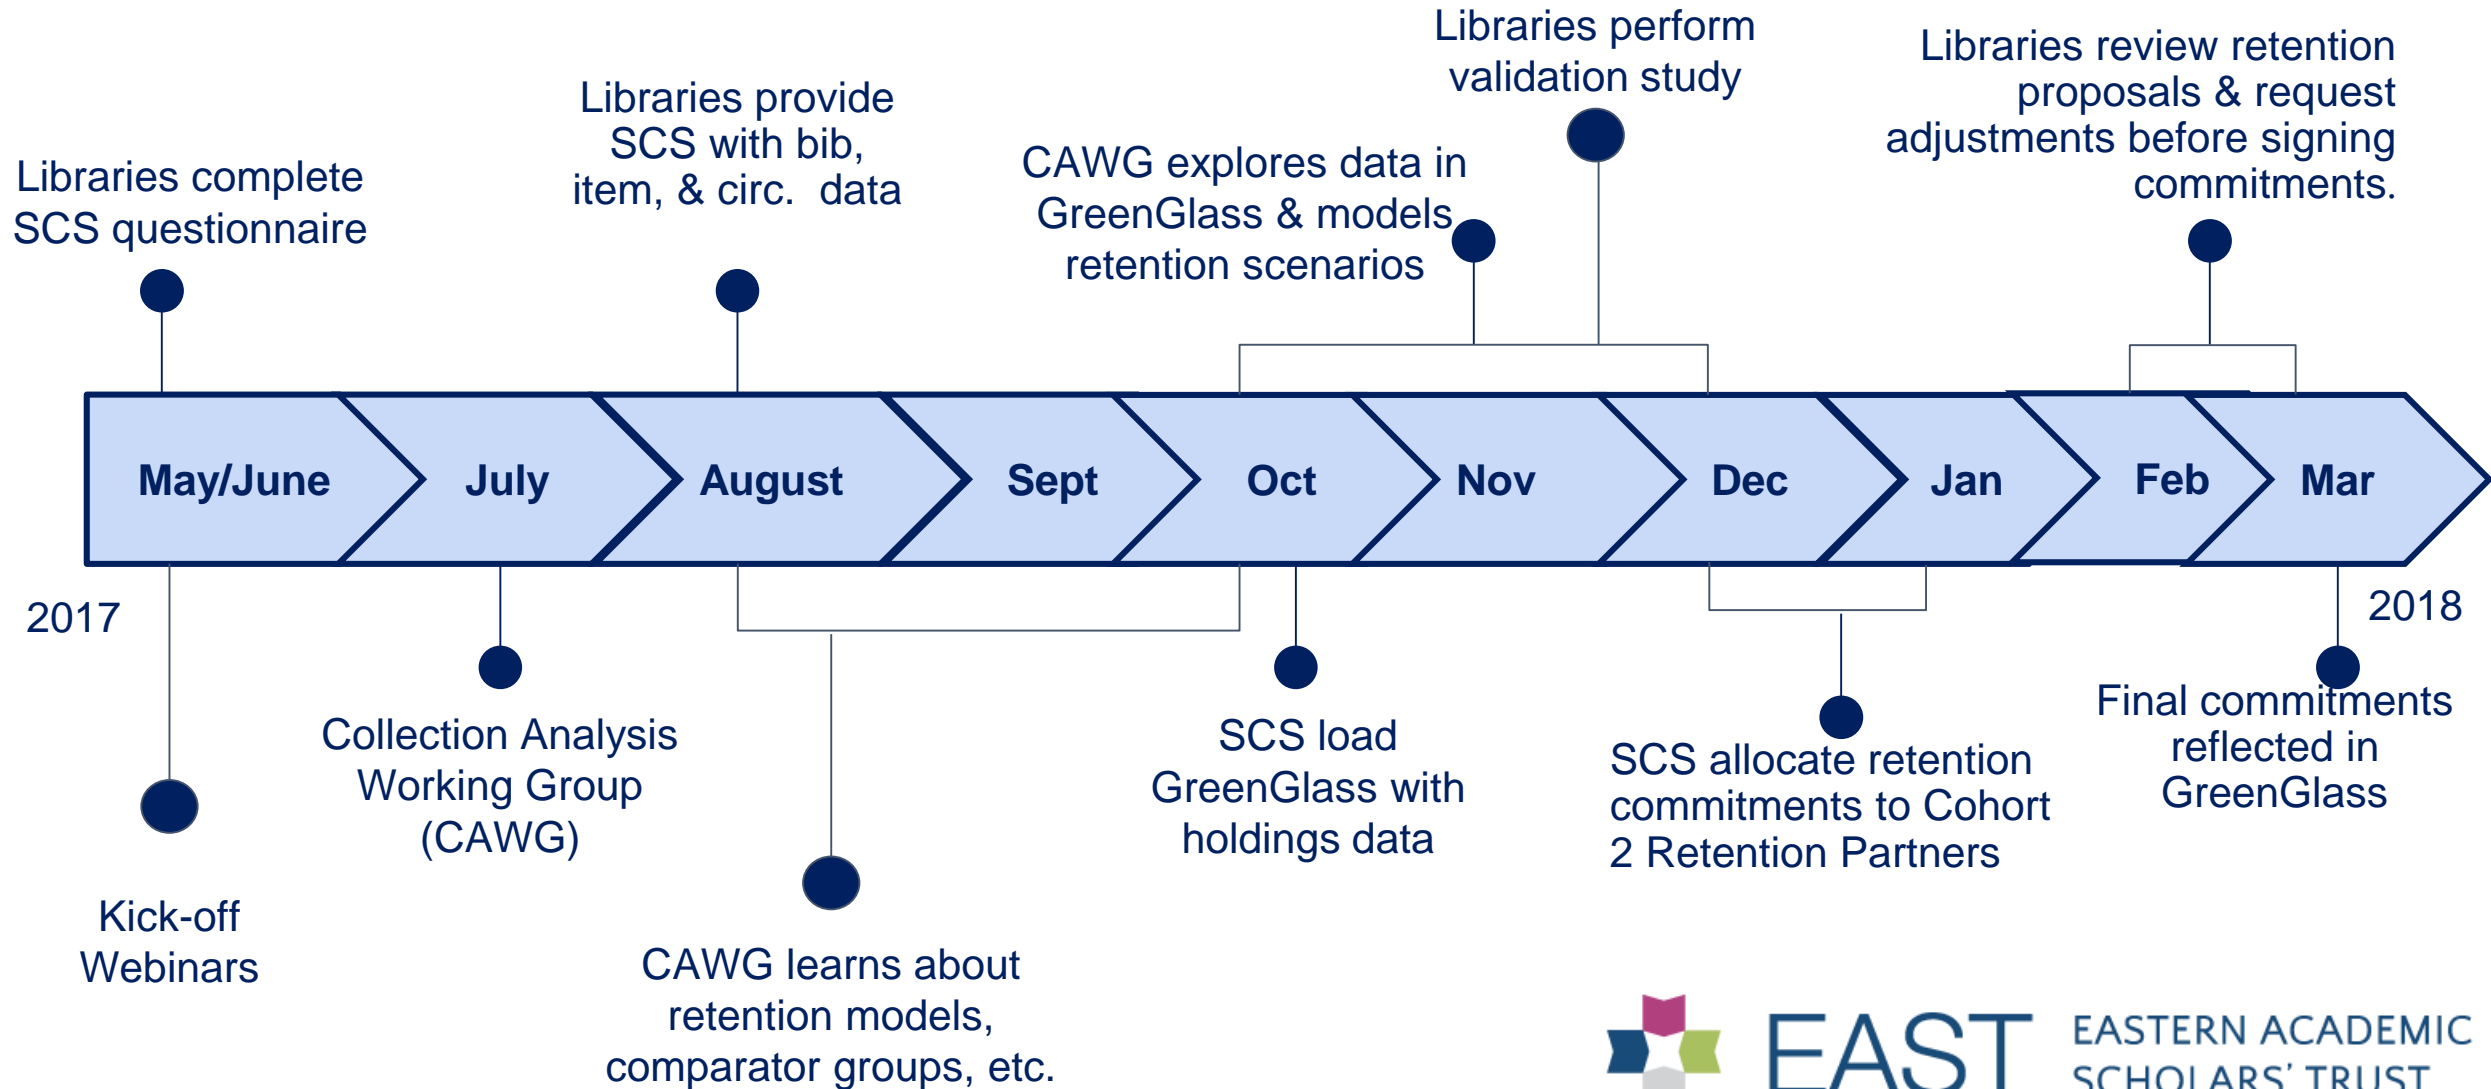 Libraries complete
SCS questionnaire
Libraries provide
SCS with bib,
item, & circ.  data
CAWG explores data in
GreenGlass & models
retention scenarios
Libraries perform
validation study
Libraries review retention
proposals & request
adjustments before signing
commitments.
May/June
July
August
Sept
Oct
Nov
Dec
Jan
Feb
Mar
2017
2018
Kick-off
Webinars
Collection Analysis
Working Group
(CAWG)
CAWG learns about
retention models,
comparator groups, etc.
SCS load
GreenGlass with
holdings data
SCS allocate retention
commitments to Cohort
2 Retention Partners
Final commitments
reflected in
GreenGlass
EAST
EASTERN ACADEMIC
SCHOLARS' TRUST